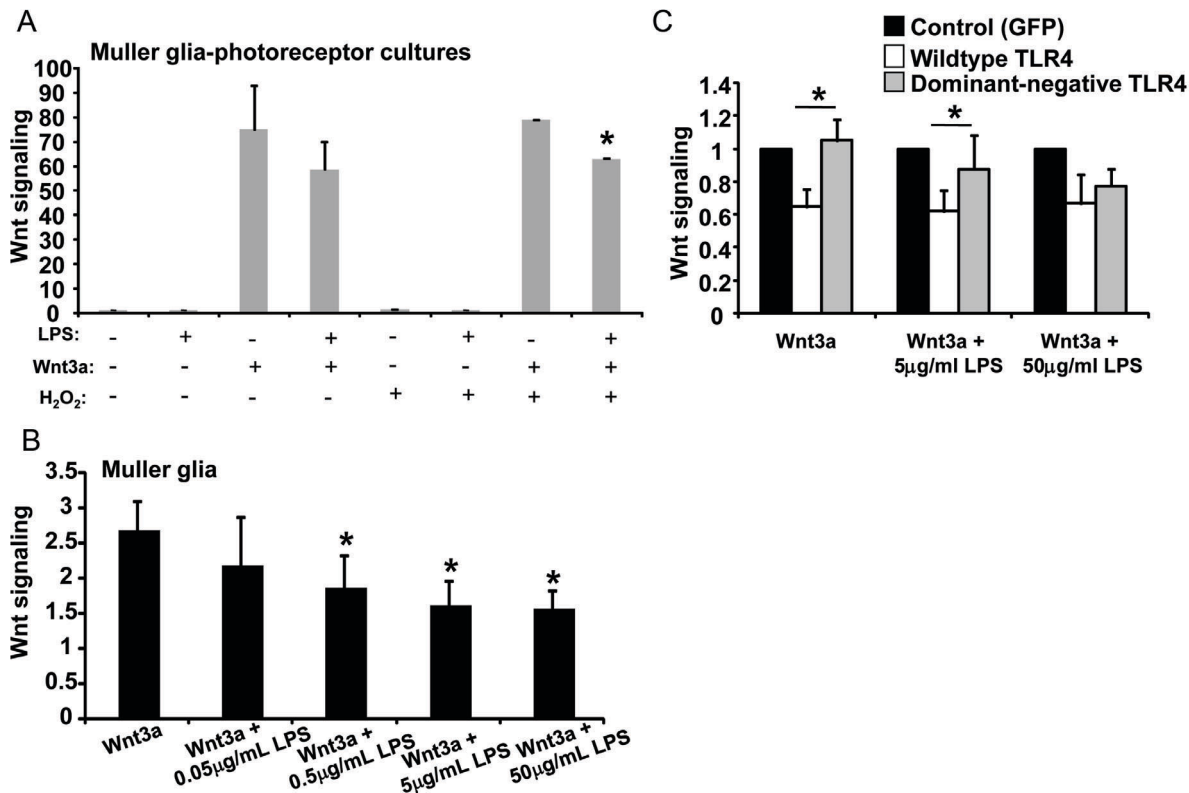 A
Muller glia-photoreceptor cultures
Wnt signaling
100
90
80
70
60
50
40
30
20
10
0
*
LPS: - + - + - + - +
Wnt3a: - - + + - - + +
H₂O₂: - - - - + + + +
B
Muller glia
Wnt signaling
3.5
3
2.5
2
1.5
1
0.5
0
* * *
Wnt3a
Wnt3a +
0.05µg/mL LPS
Wnt3a +
0.5µg/mL LPS
Wnt3a +
5µg/mL LPS
Wnt3a +
50µg/mL LPS
C
Control (GFP)
Wildtype TLR4
Dominant-negative TLR4
Wnt signaling
1.4
1.2
1
0.8
0.6
0.4
0.2
0
* *
Wnt3a
Wnt3a +
5µg/ml LPS
Wnt3a +
50µg/ml LPS